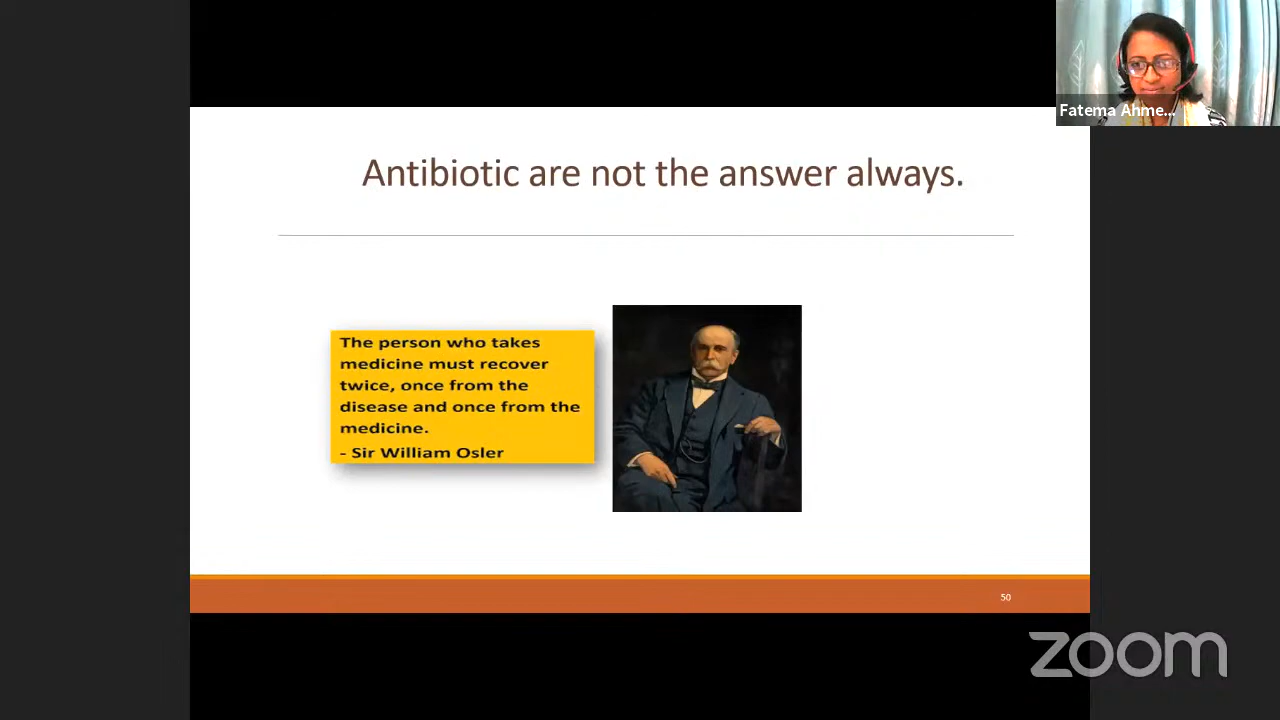 Fatema Ahme...
Antibiotic are not the answer always.
The person who takes
medicine must recover
twice, once from the
disease and once from the
medicine.
- Sir William Osler
50
zoom